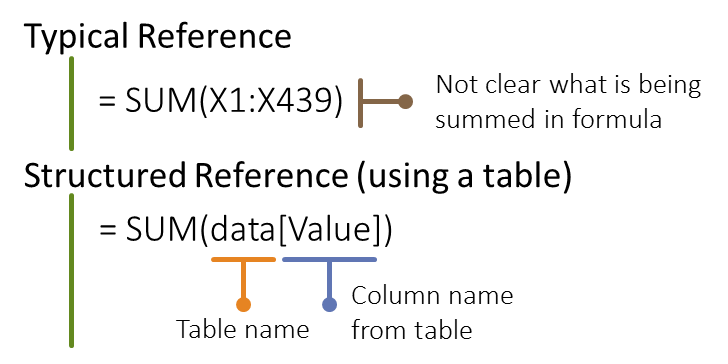 Typical Reference
= SUM(X1:X439)
Not clear what is being
summed in formula
Structured Reference (using a table)
= SUM(data[Value])
Table name
Column name
from table